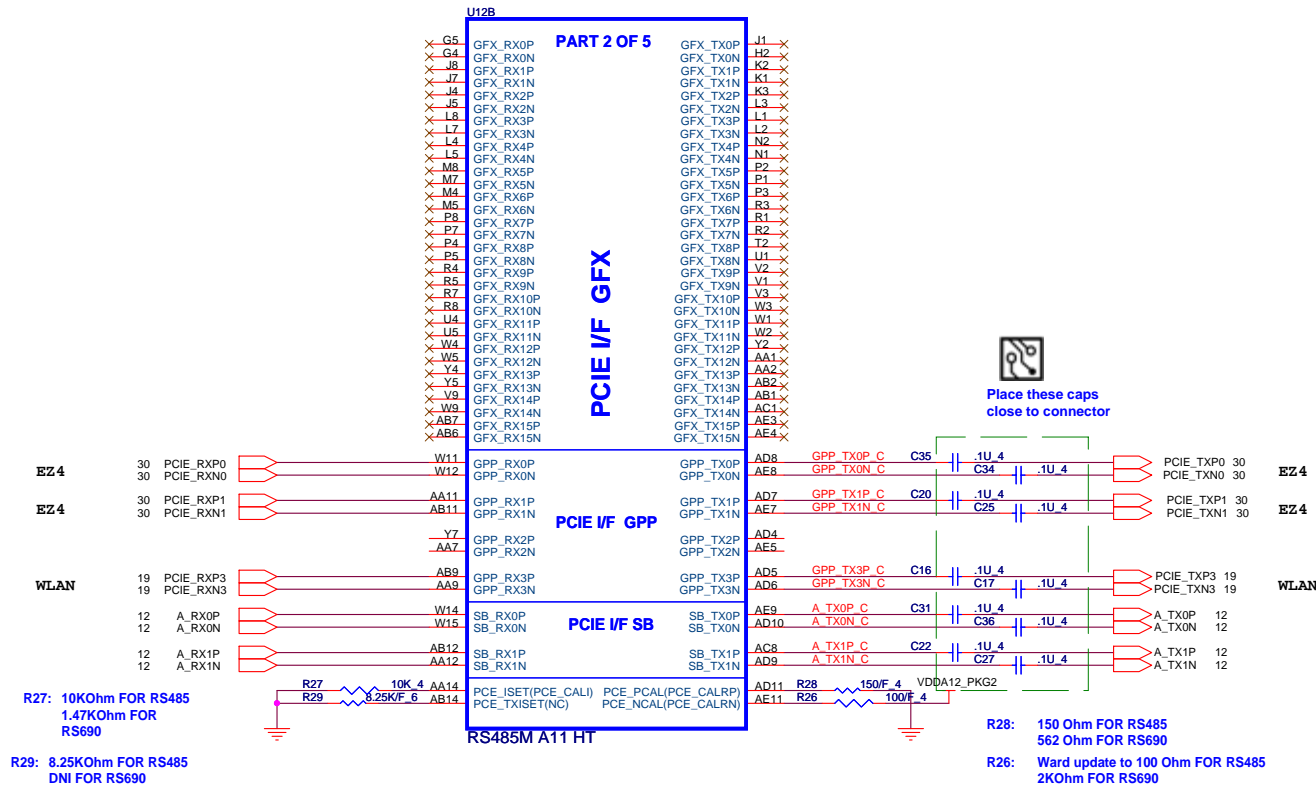 U12B
PART 2 OF 5
G5 GFX_RX0P GFX_TX0P J1
G4 GFX_RX0N GFX_TX0N H2
J8 GFX_RX1P GFX_TX1P K2
J7 GFX_RX1N GFX_TX1N K1
J4 GFX_RX2P GFX_TX2P K3
J5 GFX_RX2N GFX_TX2N L3
L8 GFX_RX3P GFX_TX3P L1
L7 GFX_RX3N GFX_TX3N L2
L4 GFX_RX4P GFX_TX4P N2
L5 GFX_RX4N GFX_TX4N N1
M8 GFX_RX5P GFX_TX5P P2
M7 GFX_RX5N GFX_TX5N P1
M4 GFX_RX6P GFX_TX6P P3
M5 GFX_RX6N GFX_TX6N R3
P8 GFX_RX7P GFX_TX7P R1
P7 GFX_RX7N GFX_TX7N R2
P4 GFX_RX8P GFX_TX8P T2
P5 GFX_RX8N GFX_TX8N U1
R4 GFX_RX9P GFX_TX9P V2
R5 GFX_RX9N GFX_TX9N V1
R7 GFX_RX10P GFX_TX10P V3
R8 GFX_RX10N GFX_TX10N W3
U4 GFX_RX11P GFX_TX11P W1
U5 GFX_RX11N GFX_TX11N W2
W4 GFX_RX12P GFX_TX12P Y2
W5 GFX_RX12N GFX_TX12N AA1
Y4 GFX_RX13P GFX_TX13P AA2
Y5 GFX_RX13N GFX_TX13N AB2
V9 GFX_RX14P GFX_TX14P AB1
W9 GFX_RX14N GFX_TX14N AC1
AB7 GFX_RX15P GFX_TX15P AE3
AB6 GFX_RX15N GFX_TX15N AE4
PCIE I/F GFX
Place these caps
close to connector
EZ4
30 PCIE_RXP0 W11 GPP_RX0P GPP_TX0P AD8 GPP_TX0P_C C35 .1U_4 PCIE_TXP0 30
30 PCIE_RXN0 W12 GPP_RX0N GPP_TX0N AE8 GPP_TX0N_C C34 .1U_4 PCIE_TXN0 30
EZ4
EZ4
30 PCIE_RXP1 AA11 GPP_RX1P GPP_TX1P AD7 GPP_TX1P_C C20 .1U_4 PCIE_TXP1 30
30 PCIE_RXN1 AB11 GPP_RX1N GPP_TX1N AE7 GPP_TX1N_C C25 .1U_4 PCIE_TXN1 30
EZ4
PCIE I/F GPP
Y7 GPP_RX2P GPP_TX2P AD4
AA7 GPP_RX2N GPP_TX2N AE5
WLAN
19 PCIE_RXP3 AB9 GPP_RX3P GPP_TX3P AD5 GPP_TX3P_C C16 .1U_4 PCIE_TXP3 19
19 PCIE_RXN3 AA9 GPP_RX3N GPP_TX3N AD6 GPP_TX3N_C C17 .1U_4 PCIE_TXN3 19
WLAN
12 A_RX0P W14 SB_RX0P SB_TX0P AE9 A_TX0P_C C31 .1U_4 A_TX0P 12
12 A_RX0N W15 SB_RX0N SB_TX0N AD10 A_TX0N_C C36 .1U_4 A_TX0N 12
PCIE I/F SB
12 A_RX1P AB12 SB_RX1P SB_TX1P AC8 A_TX1P_C C22 .1U_4 A_TX1P 12
12 A_RX1N AA12 SB_RX1N SB_TX1N AD9 A_TX1N_C C27 .1U_4 A_TX1N 12
R27 10K_4 AA14 PCE_ISET(PCE_CALI) PCE_PCAL(PCE_CALRP) AD11 R28 150/F_4 VDDA12_PKG2
R29 8.25K/F_6 AB14 PCE_TXISET(NC) PCE_NCAL(PCE_CALRN) AE11 R26 100/F_4
RS485M A11 HT
R27: 10KOhm FOR RS485
1.47KOhm FOR
RS690
R29: 8.25KOhm FOR RS485
DNI FOR RS690
R28: 150 Ohm FOR RS485
562 Ohm FOR RS690
R26: Ward update to 100 Ohm FOR RS485
2KOhm FOR RS690